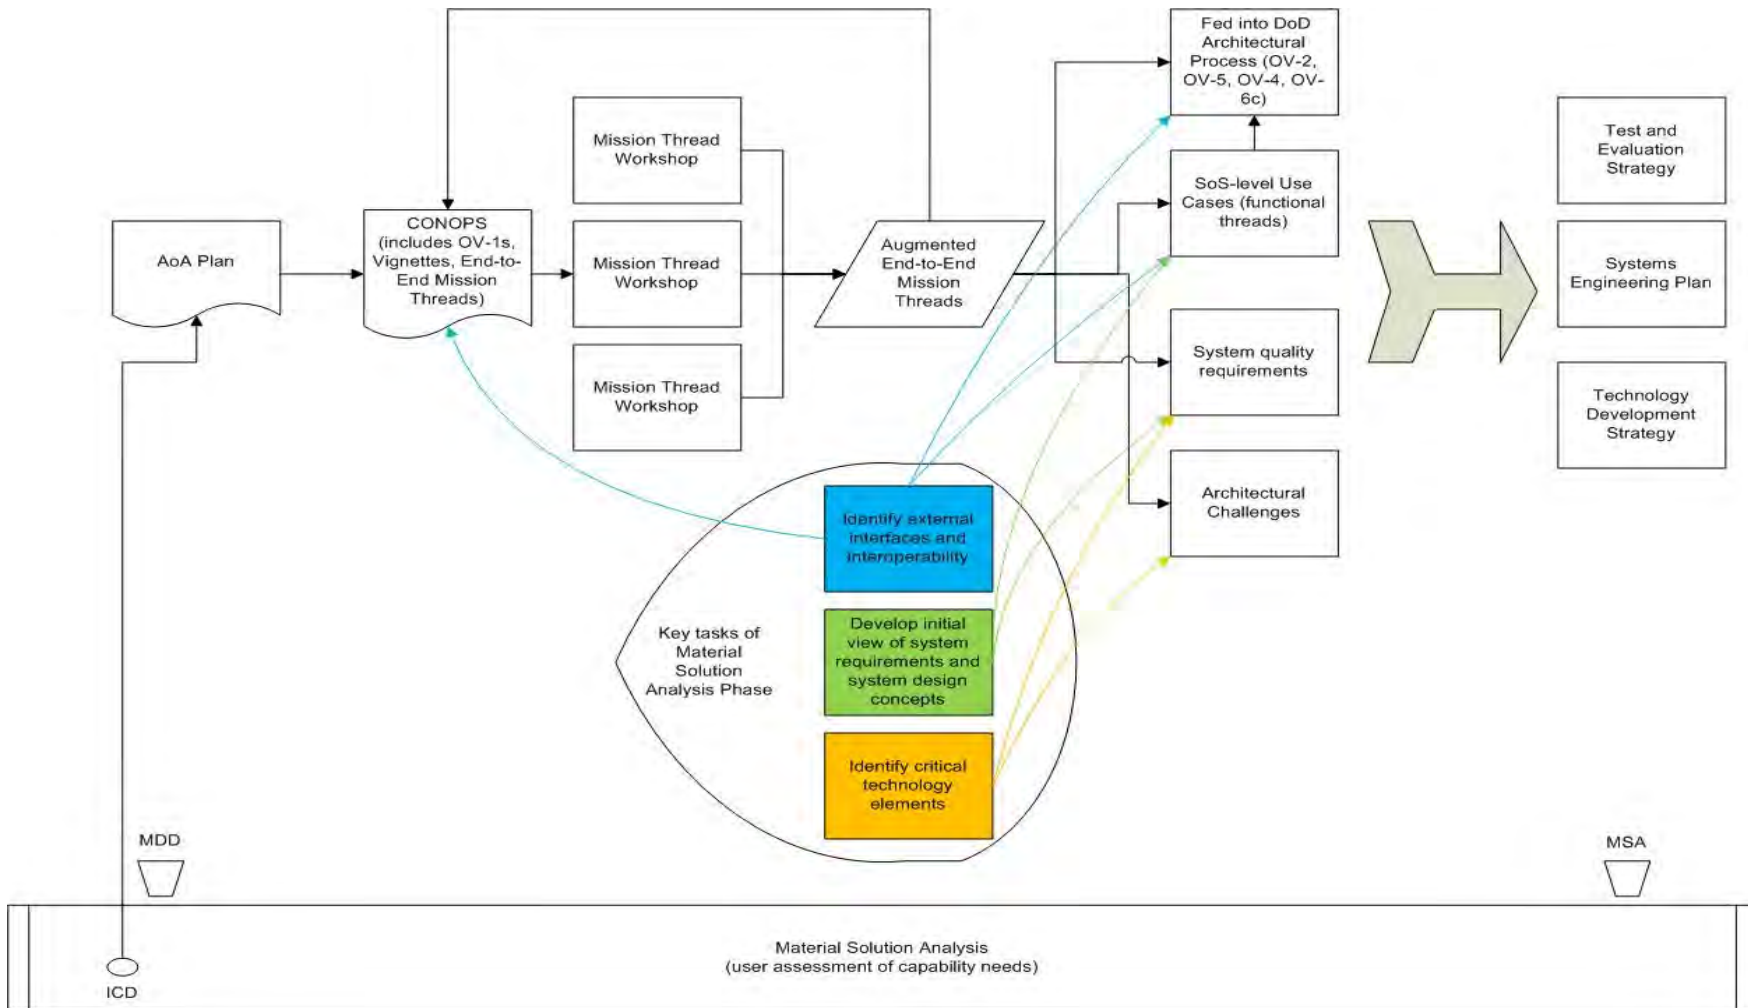 Fed into DoD
Architectural
Process (OV-2,
OV-5, OV-4, OV-
6c)
Mission Thread
Workshop
Test and
Evaluation
Strategy
SoS-level Use
Cases (functional
threads)
AoA Plan
CONOPS
(includes OV-1s,
Vignettes, End-to-
End Mission
Threads)
Mission Thread
Workshop
Augmented
End-to-End
Mission
Threads
Systems
Engineering Plan
System quality
requirements
Mission Thread
Workshop
Technology
Development
Strategy
Architectural
Challenges
Identify external
interfaces and
interoperability
Key tasks of
Material
Solution
Analysis Phase
Develop initial
view of system
requirements and
system design
concepts
Identify critical
technology
elements
MDD
MSA
Material Solution Analysis
(user assessment of capability needs)
ICD